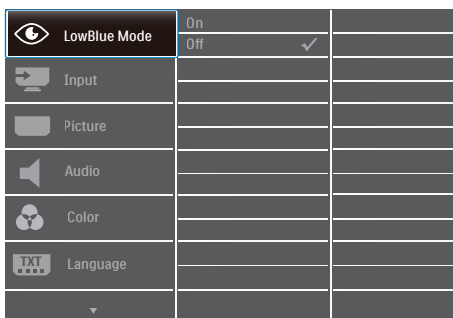 LowBlue Mode
On
Off
Input
Picture
Audio
Color
TXT
Language